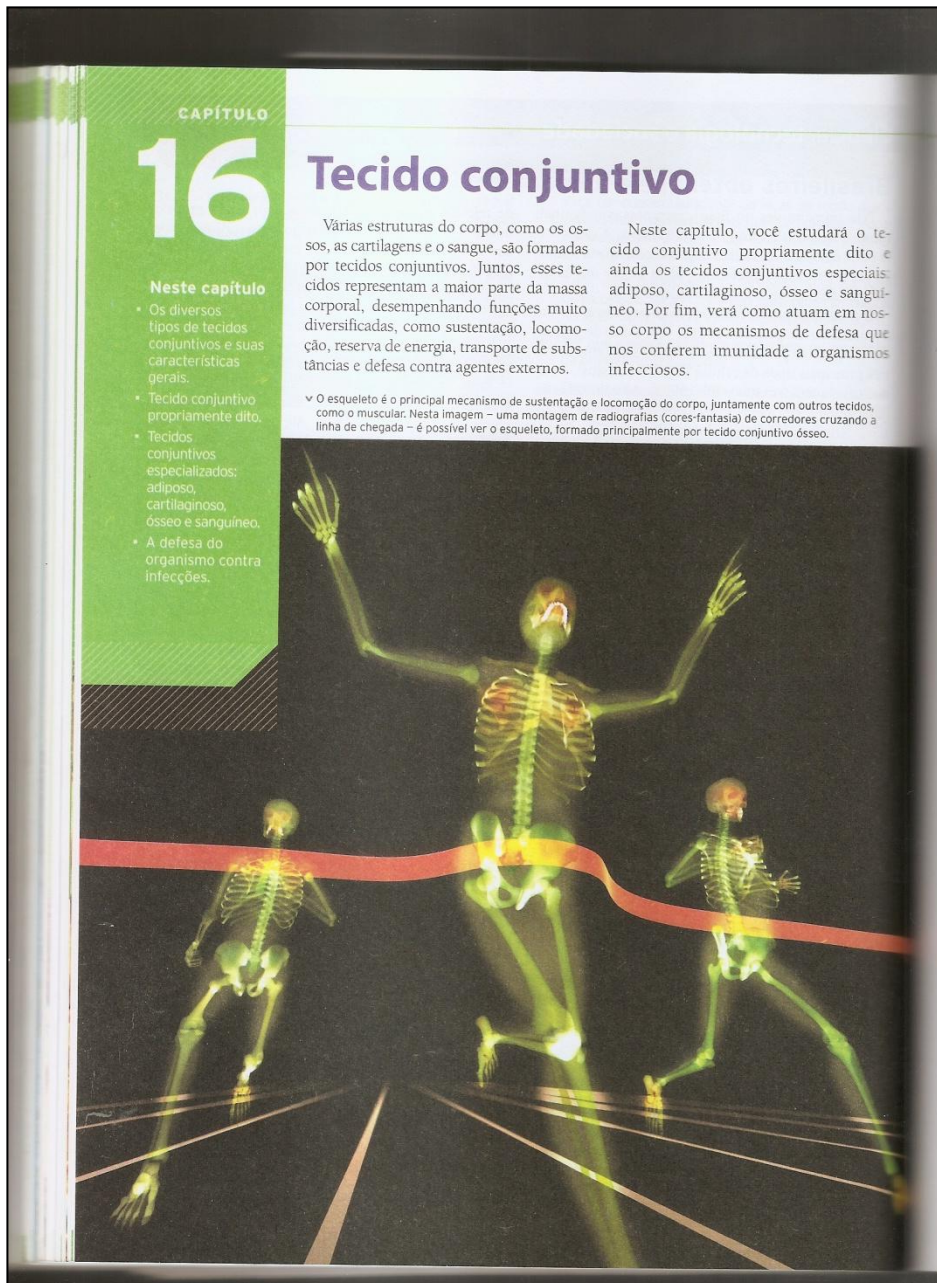 CAPÍTULO
16
Neste capítulo
• Os diversos
tipos de tecidos
conjuntivos e suas
características
gerais.
• Tecido conjuntivo
propriamente dito.
• Tecidos
conjuntivos
especializados:
adiposo,
cartilaginoso,
ósseo e sanguíneo.
• A defesa do
organismo contra
infecções.
Tecido conjuntivo
Várias estruturas do corpo, como os os-
sos, as cartilagens e o sangue, são formadas
por tecidos conjuntivos. Juntos, esses te-
cidos representam a maior parte da massa
corporal, desempenhando funções muito
diversificadas, como sustentação, locomo-
ção, reserva de energia, transporte de subs-
tâncias e defesa contra agentes externos.
Neste capítulo, você estudará o te-
cido conjuntivo propriamente dito e
ainda os tecidos conjuntivos especiais:
adiposo, cartilaginoso, ósseo e sanguí-
neo. Por fim, verá como atuam em nos-
so corpo os mecanismos de defesa que
nos conferem imunidade a organismos
infecciosos.
v O esqueleto é o principal mecanismo de sustentação e locomoção do corpo, juntamente com outros tecidos,
como o muscular. Nesta imagem – uma montagem de radiografias (cores-fantasia) de corredores cruzando a
linha de chegada – é possível ver o esqueleto, formado principalmente por tecido conjuntivo ósseo.